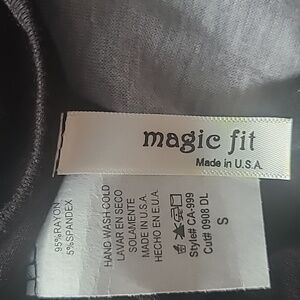 magic fit
Made in U.S.A.
95%RAYON
5%SPANDEX
HAND WASH COLD
LAVAR EN SECO
SOLAMENTE
MADE IN U.S.A.
HECHO EN E.U.A.
Style# CA-999
Cut# 0908 DL
S